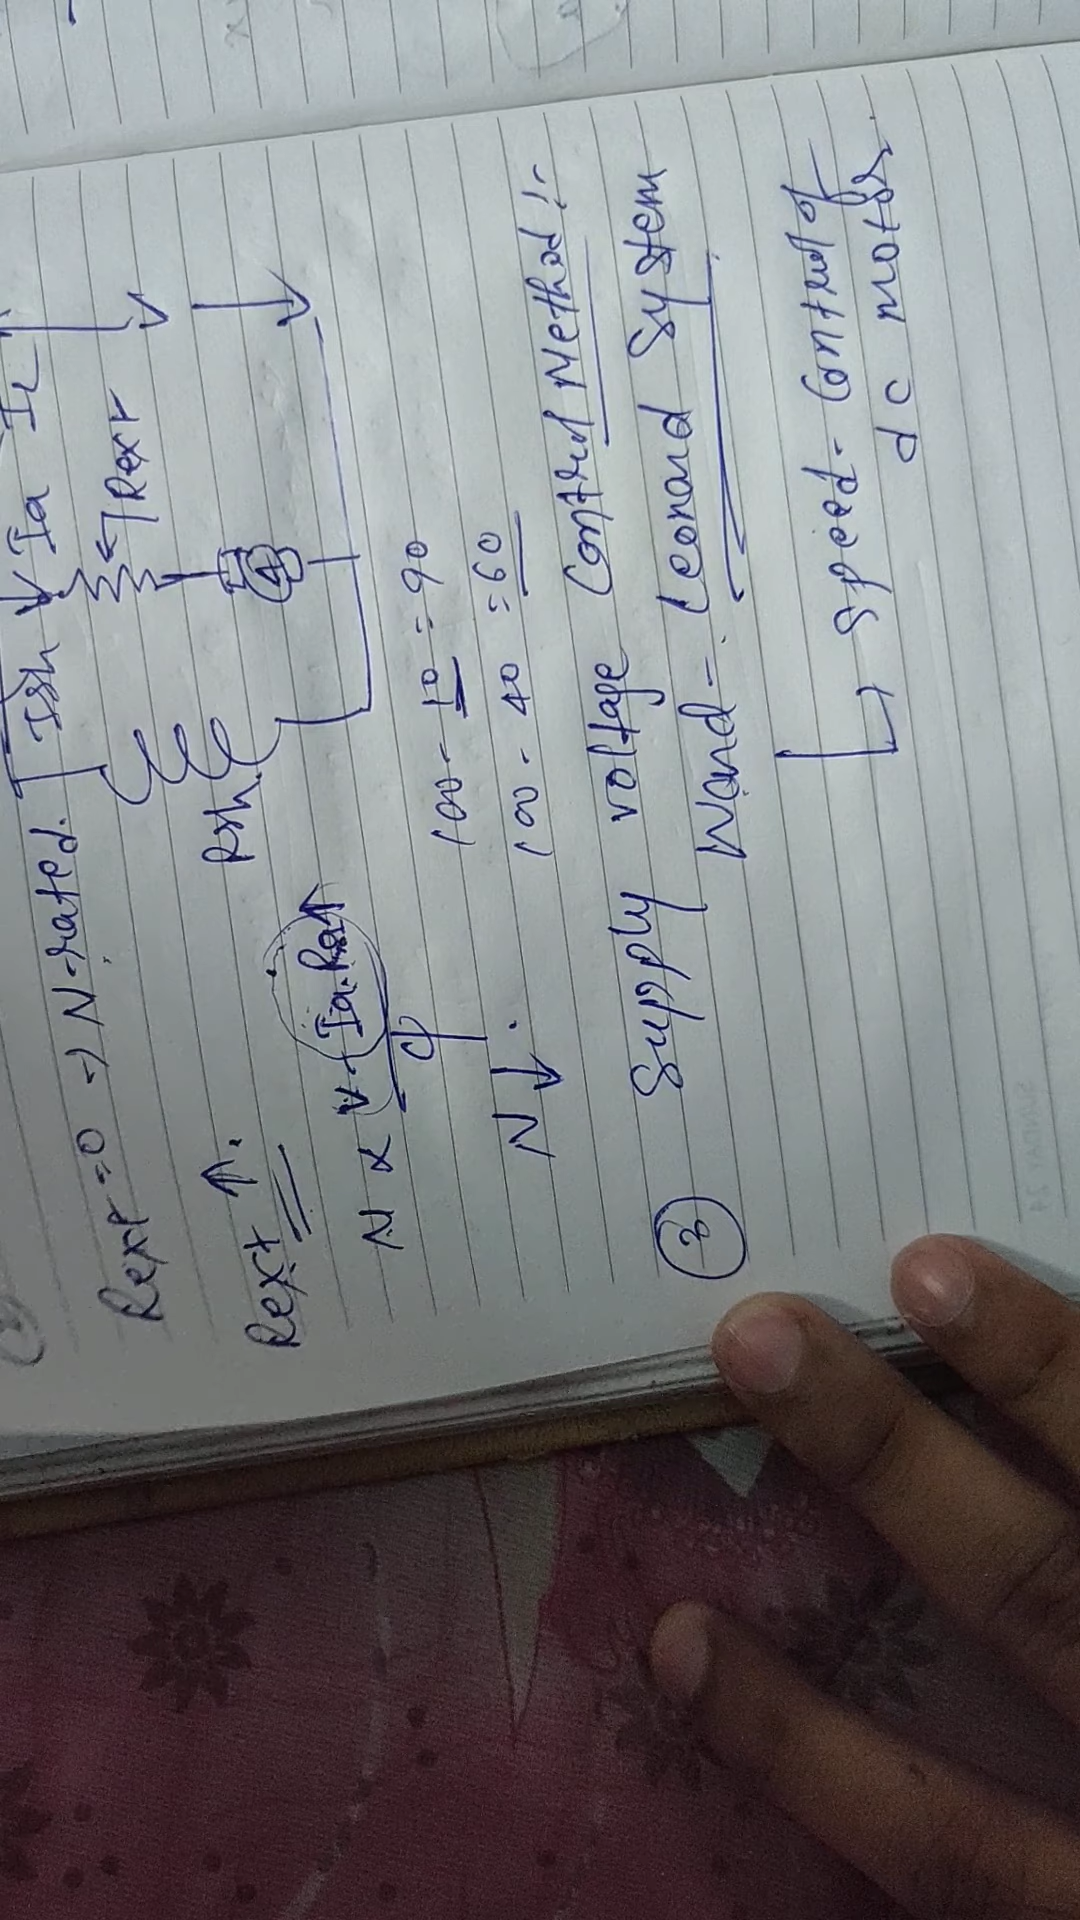 Ish Ia IL
Rext = 0 → N-rated.
Rext
V
Rsh
A
Rext ↑.
N ∝ V-(Ia.Ra↑
ϕ
100 - 10 = 90
N↓.
100 - 40 = 60
③ Supply voltage Control Method :-
Ward - Leonard System
↳ Speed - Control of
dc motor